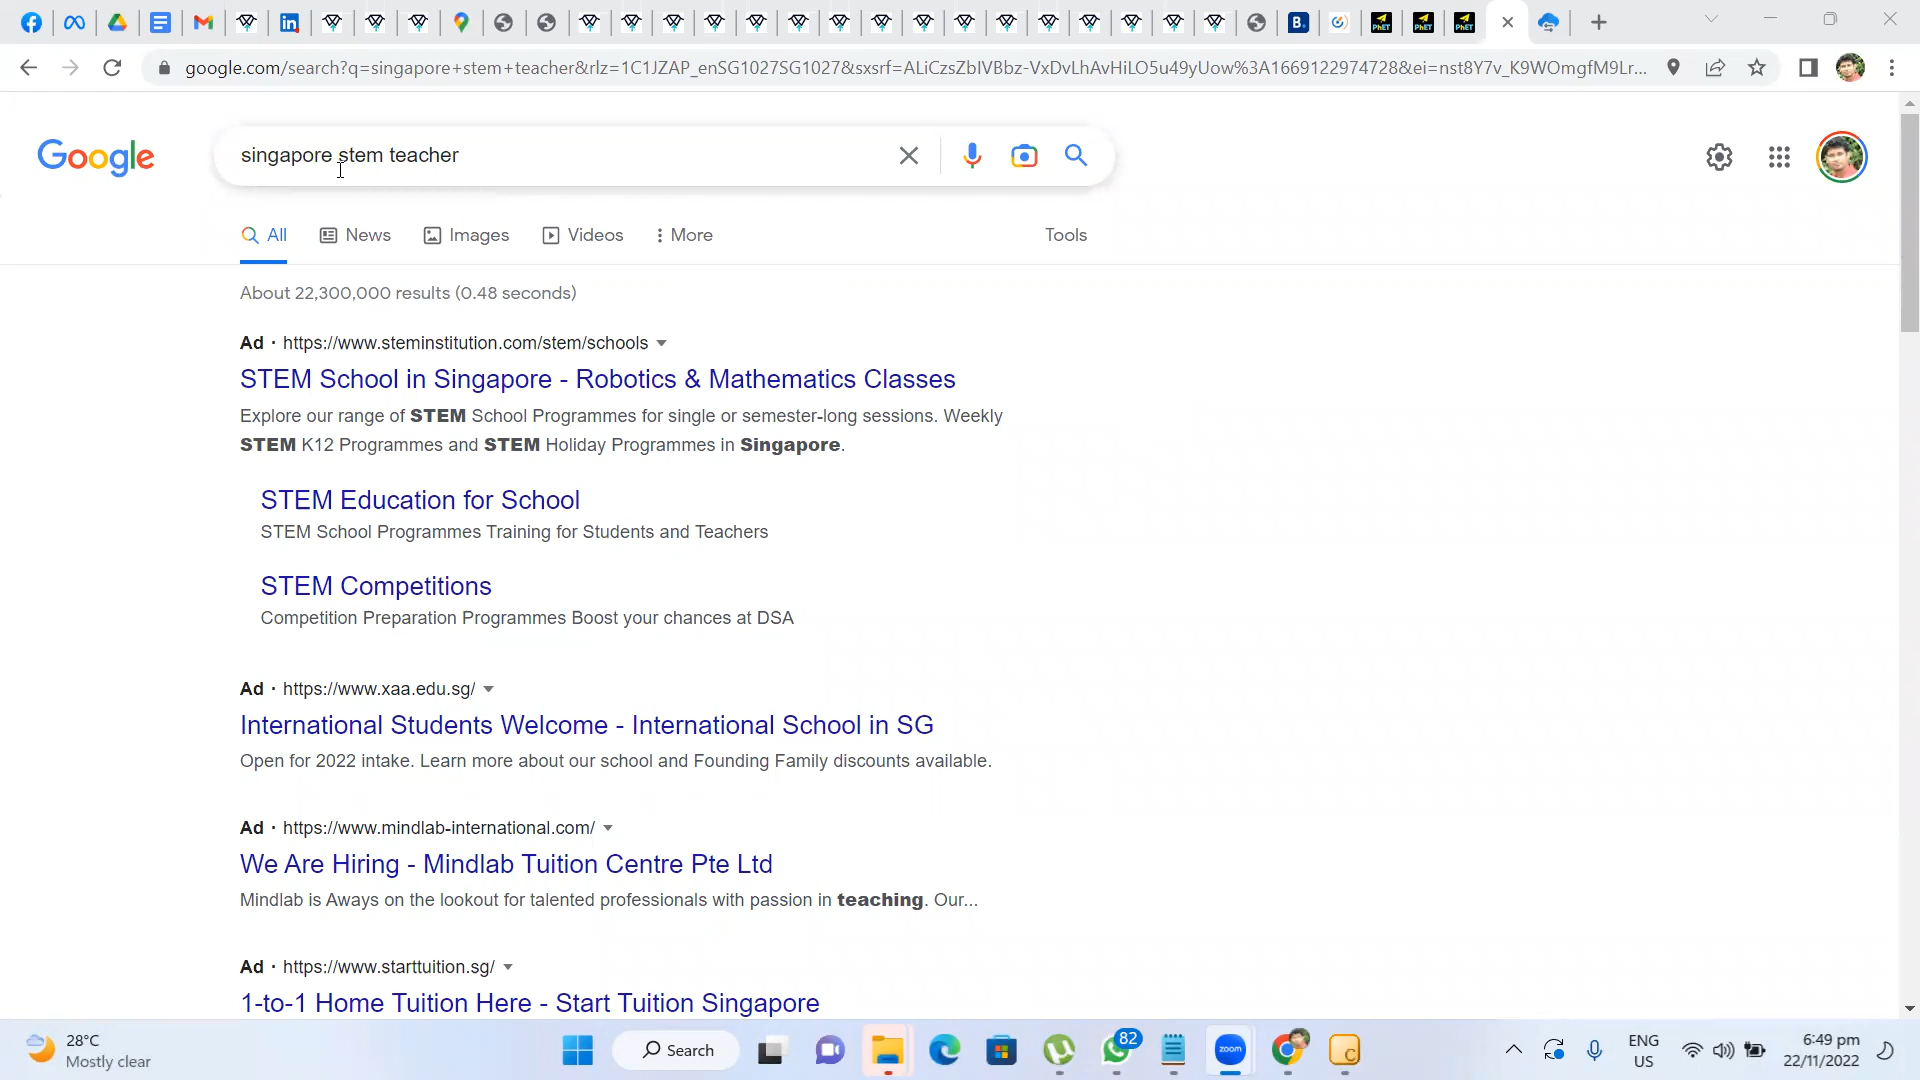 google.com/search?q=singapore+stem+teacher&rlz=1C1JZAP_enSG1027SG1027&sxsrf=ALiCzsZbIVBbz-VxDvLhAvHiLO5u49yUow%3A1669122974728&ei=nst8Y7v_K9WOmgfM9Lr...
Google
singapore stem teacher
All
News
Images
Videos
More
Tools
About 22,300,000 results (0.48 seconds)
Ad · https://www.steminstitution.com/stem/schools
STEM School in Singapore - Robotics & Mathematics Classes
Explore our range of STEM School Programmes for single or semester-long sessions. Weekly
STEM K12 Programmes and STEM Holiday Programmes in Singapore.
STEM Education for School
STEM School Programmes Training for Students and Teachers
STEM Competitions
Competition Preparation Programmes Boost your chances at DSA
Ad · https://www.xaa.edu.sg/
International Students Welcome - International School in SG
Open for 2022 intake. Learn more about our school and Founding Family discounts available.
Ad · https://www.mindlab-international.com/
We Are Hiring - Mindlab Tuition Centre Pte Ltd
Mindlab is Aways on the lookout for talented professionals with passion in teaching. Our...
Ad · https://www.starttuition.sg/
1-to-1 Home Tuition Here - Start Tuition Singapore
28°C
Mostly clear
Search
82
zoom
C
ENG
US
6:49 pm
22/11/2022